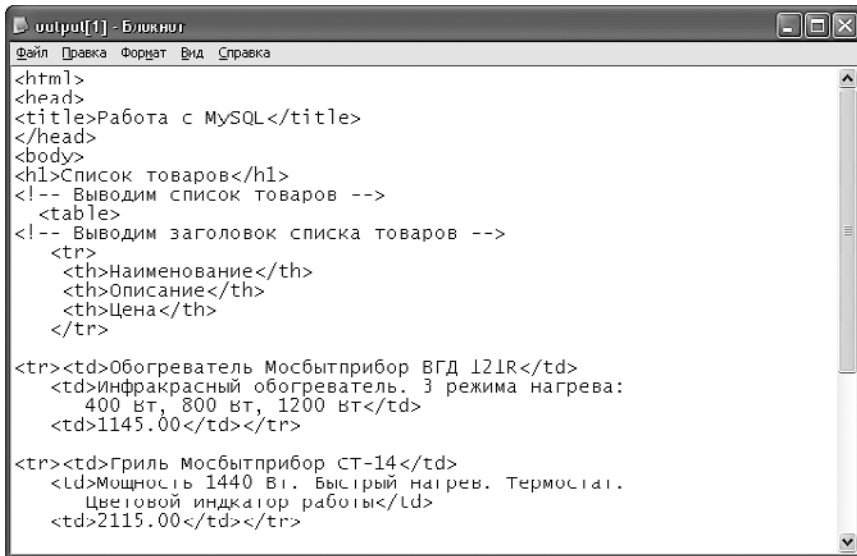 output[1] - Блокнот
Файл Правка Формат Вид Справка
<html>
<head>
<title>Работа с MySQL</title>
</head>
<body>
<h1>Список товаров</h1>
<!-- Выводим список товаров -->
<table>
<!-- Выводим заголовок списка товаров -->
<tr>
<th>Наименование</th>
<th>Описание</th>
<th>Цена</th>
</tr>
<tr><td>Обогреватель Мосбытприбор ВГД 121R</td>
<td>Инфракрасный обогреватель. 3 режима нагрева:
400 Вт, 800 Вт, 1200 Вт</td>
<td>1145.00</td></tr>
<tr><td>Гриль Мосбытприбор СТ-14</td>
<td>Мощность 1440 Вт. Быстрый нагрев. Термостат.
Цветовой индкатор работы</td>
<td>2115.00</td></tr>